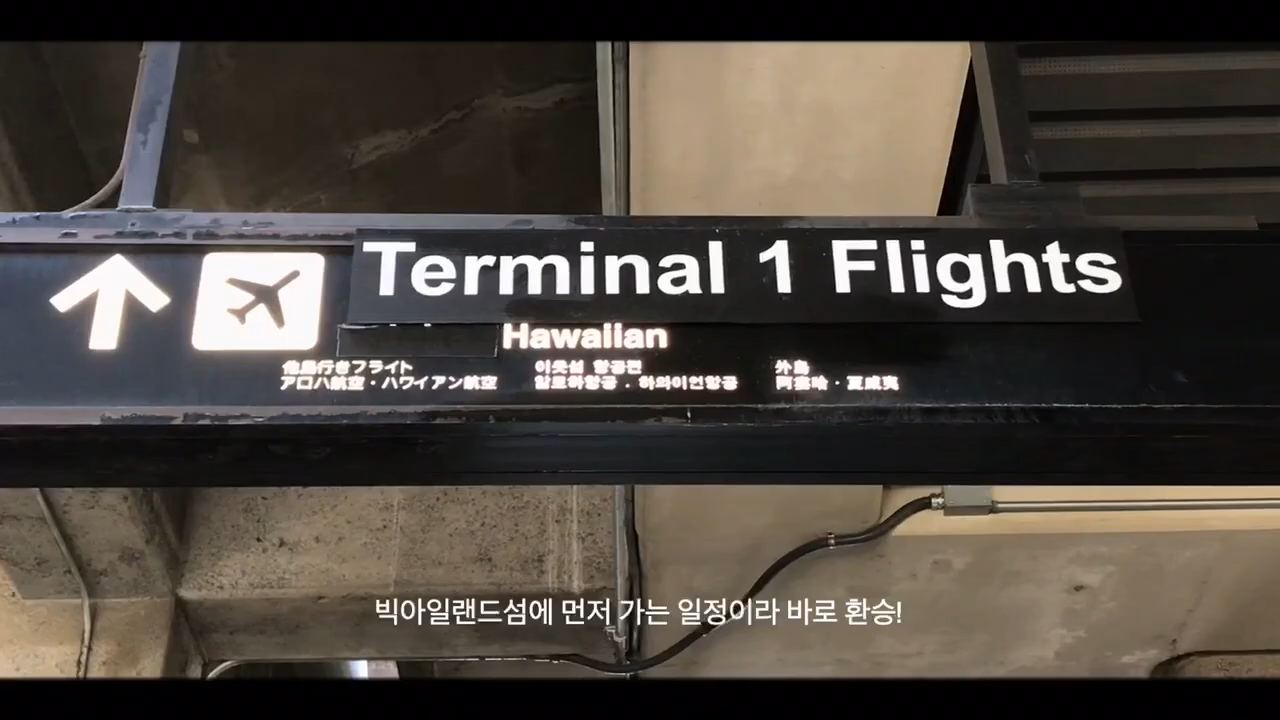 Terminal 1 Flights
Hawaiian
他島行きフライト
アロハ航空・ハワイアン航空
이웃섬 항공편
알로하항공 . 하와이언항공
外島
阿羅哈・夏威夷
빅아일랜드섬에 먼저 가는 일정이라 바로 환승!